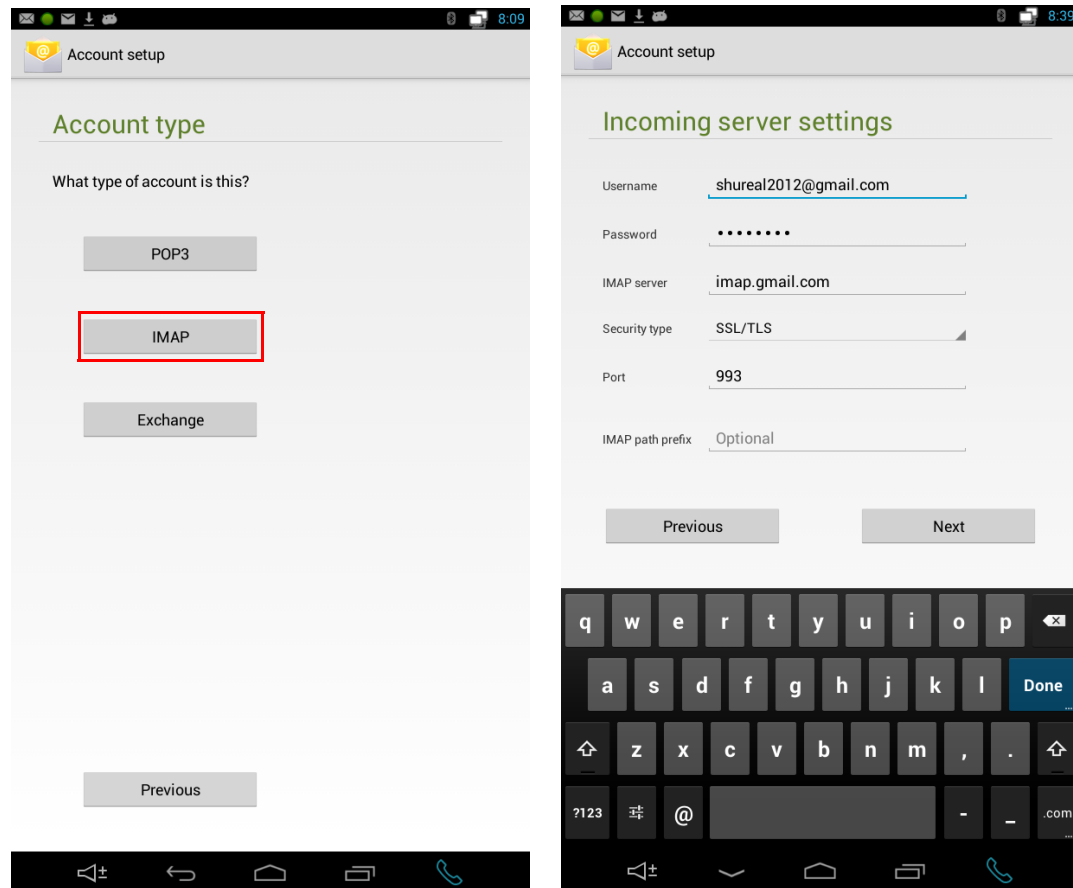 8:09
Account setup
Account type
What type of account is this?
POP3
IMAP
Exchange
Previous
8:39
Account setup
Incoming server settings
Username shureal2012@gmail.com
Password ••••••••
IMAP server imap.gmail.com
Security type SSL/TLS
Port 993
IMAP path prefix Optional
Previous Next
q w e r t y u i o p
a s d f g h j k l Done
z x c v b n m , .
?123 @ - _ .com